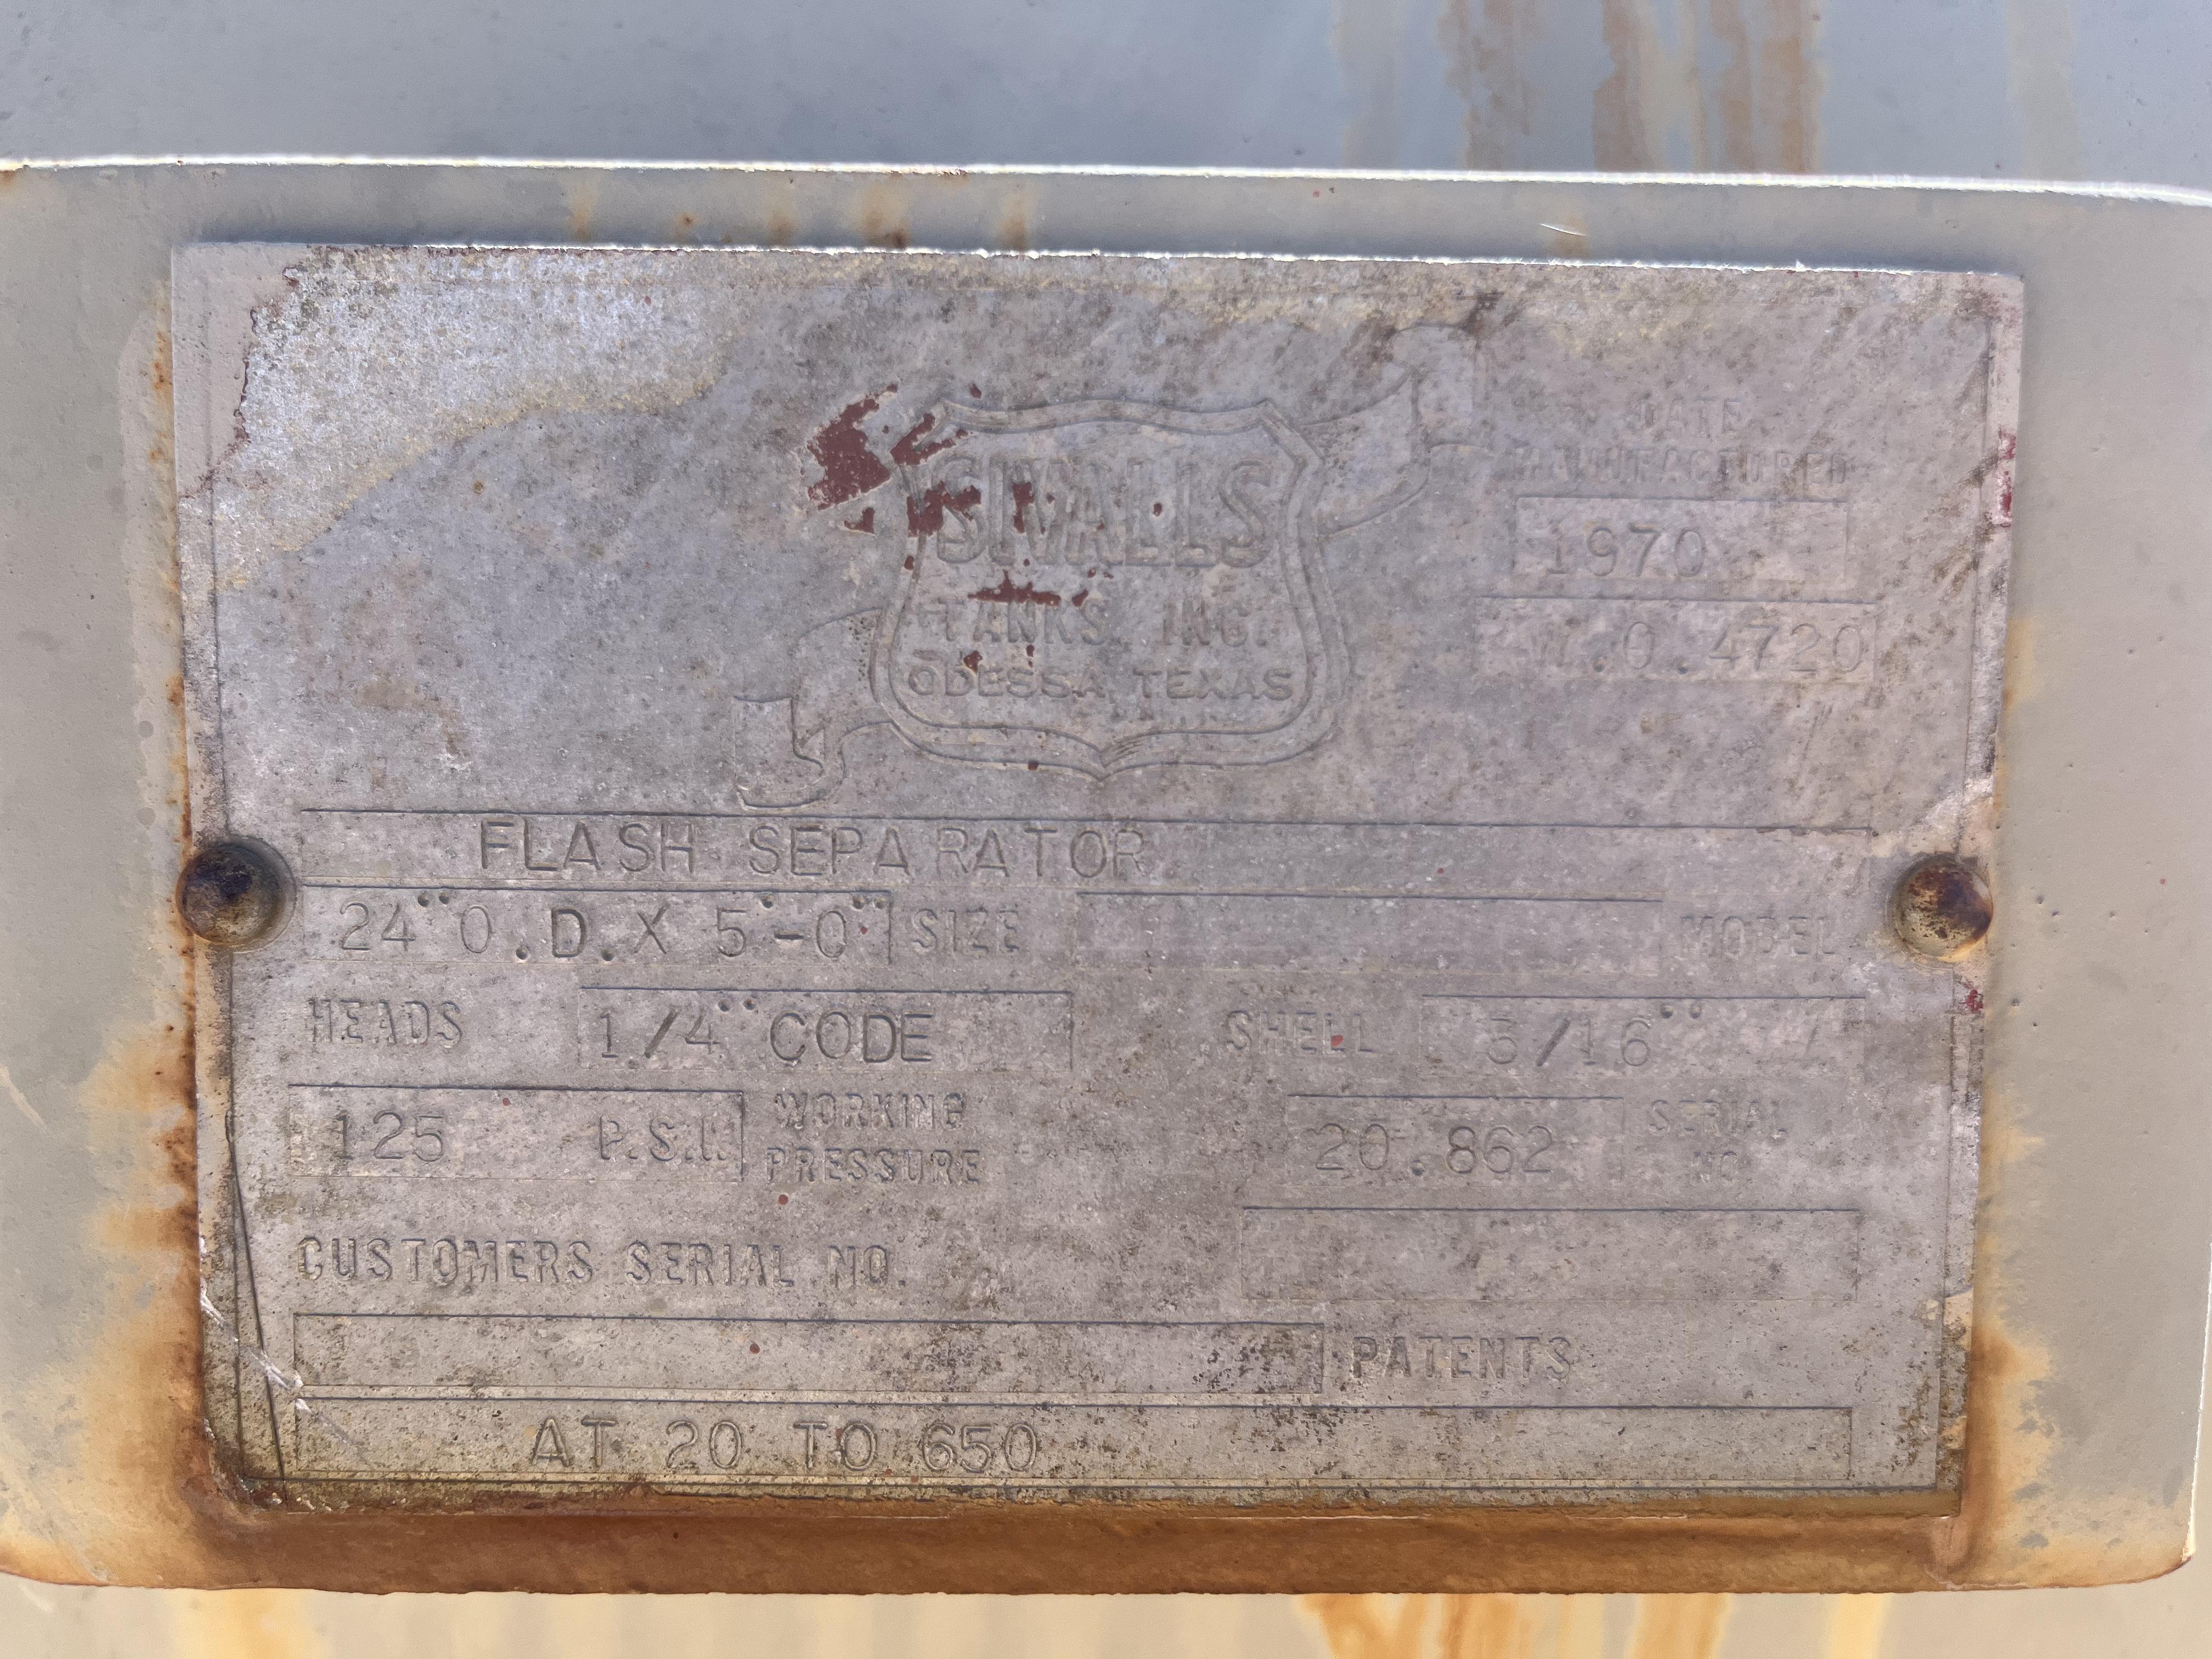 SIVALLS
TANKS, INC.
ODESSA TEXAS
DATE
MANUFACTURED
1970
W.O.4720
FLASH SEPARATOR
24"O.D.X 5'-0" SIZE MODEL
HEADS 1/4" CODE SHELL 5/16"
125 P.S.I. WORKING PRESSURE 20.862 SERIAL NO.
CUSTOMERS SERIAL NO.
PATENTS
AT 20 TO 650